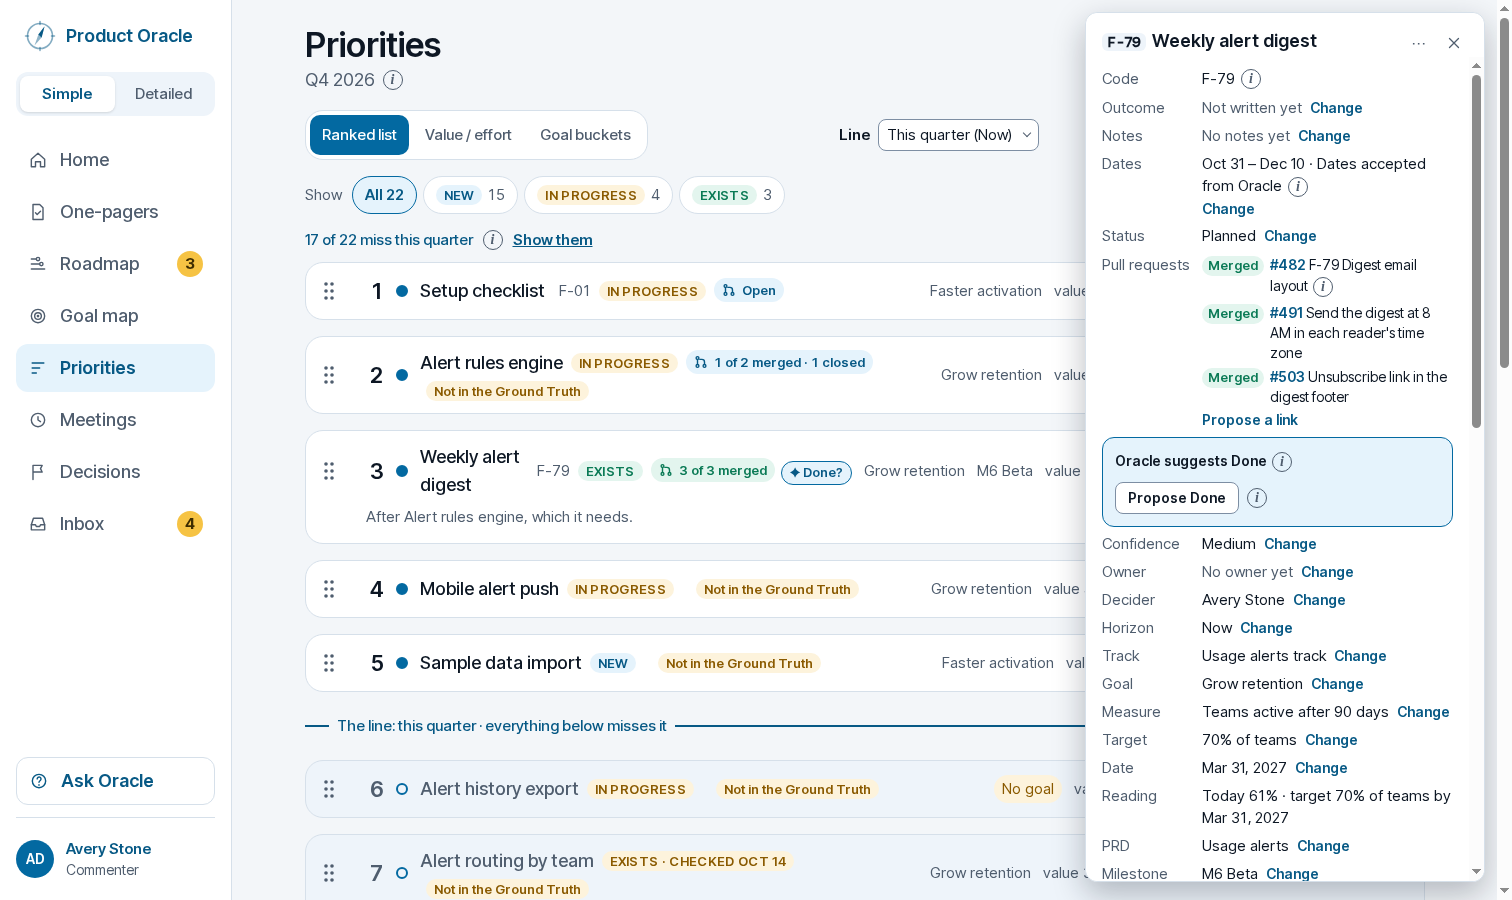 Product Oracle
Simple
Detailed
Home
One-pagers
Roadmap
3
Goal map
Priorities
Meetings
Decisions
Inbox
4
Ask Oracle
AD
Avery Stone
Commenter
Priorities
Q4 2026 i
Ranked list
Value / effort
Goal buckets
Line
This quarter (Now)
Show
All 22
NEW 15
IN PROGRESS 4
EXISTS 3
17 of 22 miss this quarter i Show them
1 Setup checklist F-01 IN PROGRESS Open Faster activation value
2 Alert rules engine IN PROGRESS 1 of 2 merged · 1 closed Grow retention value
Not in the Ground Truth
3 Weekly alert digest F-79 EXISTS 3 of 3 merged Done? Grow retention M6 Beta value
After Alert rules engine, which it needs.
4 Mobile alert push IN PROGRESS Not in the Ground Truth Grow retention value
5 Sample data import NEW Not in the Ground Truth Faster activation
The line: this quarter · everything below misses it
6 Alert history export IN PROGRESS Not in the Ground Truth No goal
7 Alert routing by team EXISTS · CHECKED OCT 14 Grow retention value
Not in the Ground Truth
F-79 Weekly alert digest ...
Code F-79 i
Outcome Not written yet Change
Notes No notes yet Change
Dates Oct 31 – Dec 10 · Dates accepted
from Oracle i
Change
Status Planned Change
Pull requests Merged #482 F-79 Digest email
layout i
Merged #491 Send the digest at 8
AM in each reader's time
zone
Merged #503 Unsubscribe link in the
digest footer
Propose a link
Oracle suggests Done i
Propose Done i
Confidence Medium Change
Owner No owner yet Change
Decider Avery Stone Change
Horizon Now Change
Track Usage alerts track Change
Goal Grow retention Change
Measure Teams active after 90 days Change
Target 70% of teams Change
Date Mar 31, 2027 Change
Reading Today 61% · target 70% of teams by
Mar 31, 2027
PRD Usage alerts Change
Milestone M6 Beta Change